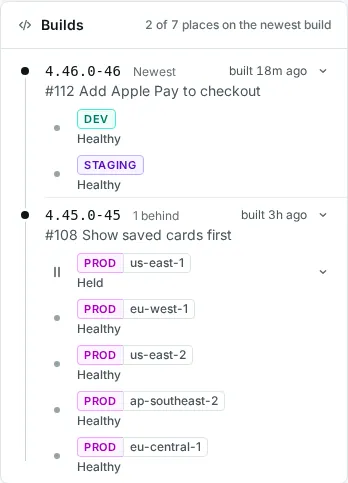 Builds 2 of 7 places on the newest build
4.46.0-46 Newest built 18m ago
#112 Add Apple Pay to checkout
DEV
Healthy
STAGING
Healthy
4.45.0-45 1 behind built 3h ago
#108 Show saved cards first
PROD us-east-1
Held
PROD eu-west-1
Healthy
PROD us-east-2
Healthy
PROD ap-southeast-2
Healthy
PROD eu-central-1
Healthy